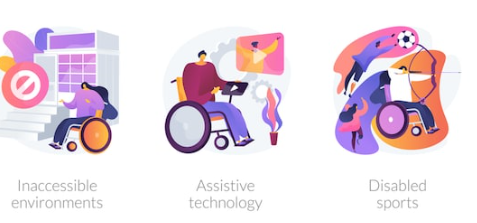 Inaccessible
environments
Assistive
technology
Disabled
sports